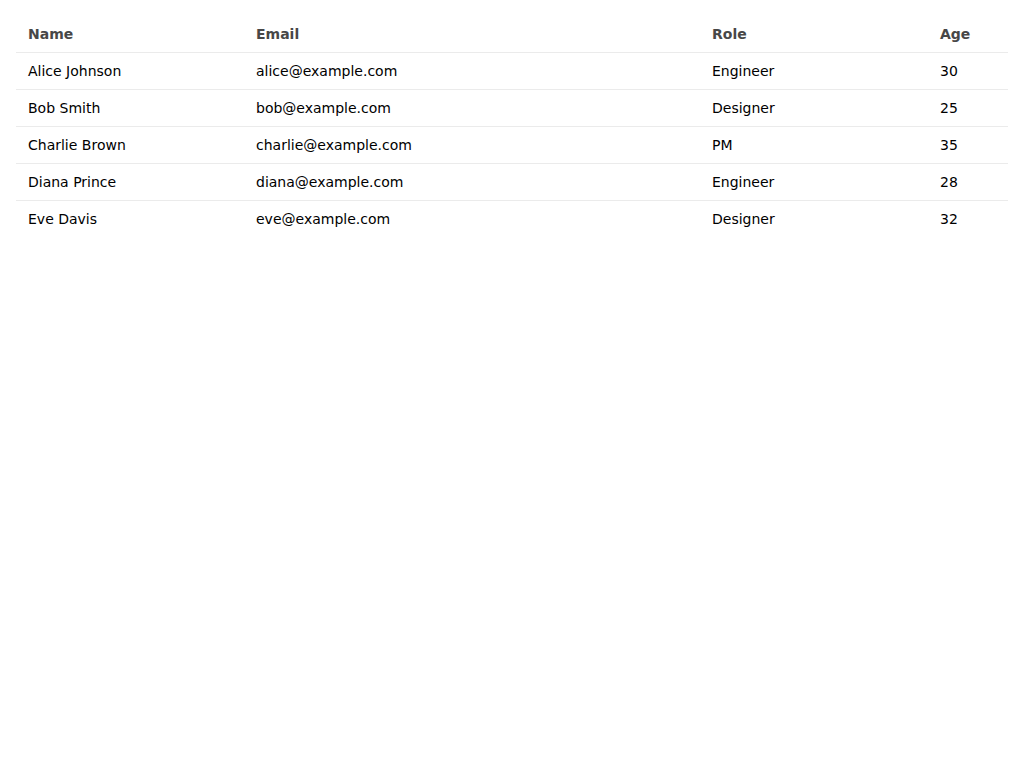 Name Email Role Age
Alice Johnson alice@example.com Engineer 30
Bob Smith bob@example.com Designer 25
Charlie Brown charlie@example.com PM 35
Diana Prince diana@example.com Engineer 28
Eve Davis eve@example.com Designer 32